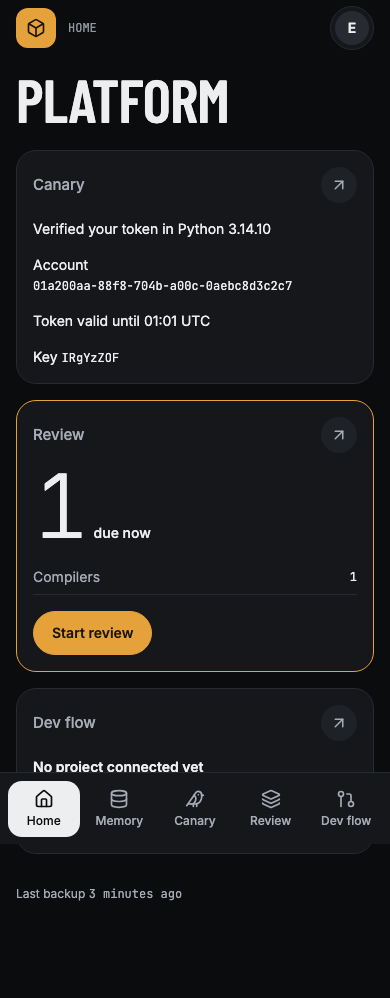 HOME
E
PLATFORM
Canary
Verified your token in Python 3.14.10
Account
01a200aa-88f8-704b-a00c-0aebc8d3c2c7
Token valid until 01:01 UTC
Key IRgYzZOF
Review
1 due now
Compilers 1
Start review
Dev flow
No project connected yet
Home Memory Canary Review Dev flow
Last backup 3 minutes ago